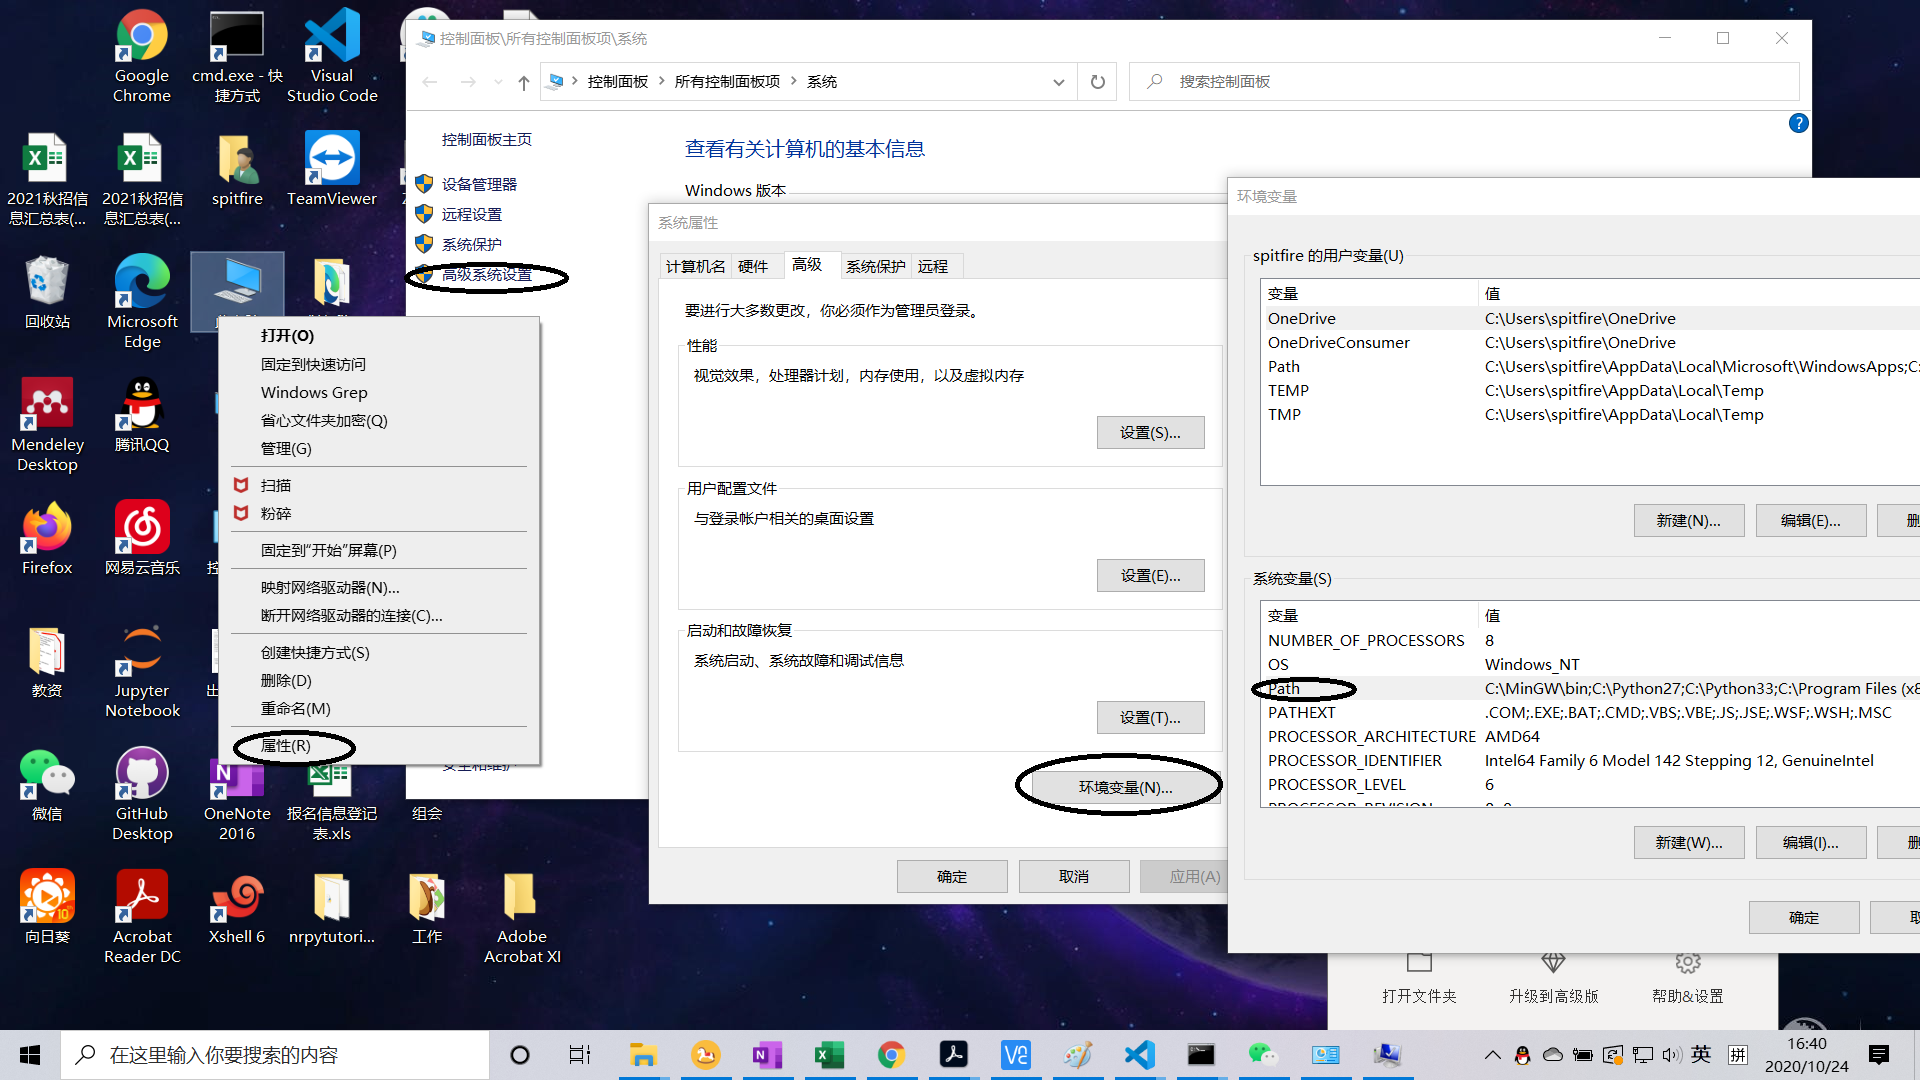 Google
Chrome
cmd.exe - 快
捷方式
Visual
Studio Code
2021秋招信
息汇总表(...
2021秋招信
息汇总表(...
spitfire
TeamViewer
回收站
Microsoft
Edge
Mendeley
Desktop
腾讯QQ
Firefox
网易云音乐
控
教资
Jupyter
Notebook
出
微信
GitHub
Desktop
OneNote
2016
报名信息登记
表.xls
组会
向日葵
Acrobat
Reader DC
Xshell 6
nrpytutori...
工作
Adobe
Acrobat XI
打开(O)
固定到快速访问
Windows Grep
省心文件夹加密(Q)
管理(G)
扫描
粉碎
固定到"开始"屏幕(P)
映射网络驱动器(N)...
断开网络驱动器的连接(C)...
创建快捷方式(S)
删除(D)
重命名(M)
属性(R)
控制面板\所有控制面板项\系统
控制面板 所有控制面板项 系统
搜索控制面板
控制面板主页
设备管理器
远程设置
系统保护
高级系统设置
安全和维护
查看有关计算机的基本信息
Windows 版本
系统属性
计算机名 硬件 高级 系统保护 远程
要进行大多数更改，你必须作为管理员登录。
性能
视觉效果，处理器计划，内存使用，以及虚拟内存
设置(S)...
用户配置文件
与登录帐户相关的桌面设置
设置(E)...
启动和故障恢复
系统启动、系统故障和调试信息
设置(T)...
环境变量(N)...
确定 取消 应用(A)
环境变量
spitfire 的用户变量(U)
变量 值
OneDrive C:\Users\spitfire\OneDrive
OneDriveConsumer C:\Users\spitfire\OneDrive
Path C:\Users\spitfire\AppData\Local\Microsoft\WindowsApps;C:
TEMP C:\Users\spitfire\AppData\Local\Temp
TMP C:\Users\spitfire\AppData\Local\Temp
新建(N)... 编辑(E)... 删
系统变量(S)
变量 值
NUMBER_OF_PROCESSORS 8
OS Windows_NT
Path C:\MinGW\bin;C:\Python27;C:\Python33;C:\Program Files (x8
PATHEXT .COM;.EXE;.BAT;.CMD;.VBS;.VBE;.JS;.JSE;.WSF;.WSH;.MSC
PROCESSOR_ARCHITECTURE AMD64
PROCESSOR_IDENTIFIER Intel64 Family 6 Model 142 Stepping 12, GenuineIntel
PROCESSOR_LEVEL 6
PROCESSOR_REVISION
新建(W)... 编辑(I)... 删
确定 取
打开文件夹 升级到高级版 帮助&设置
在这里输入你要搜索的内容
英 拼
16:40
2020/10/24